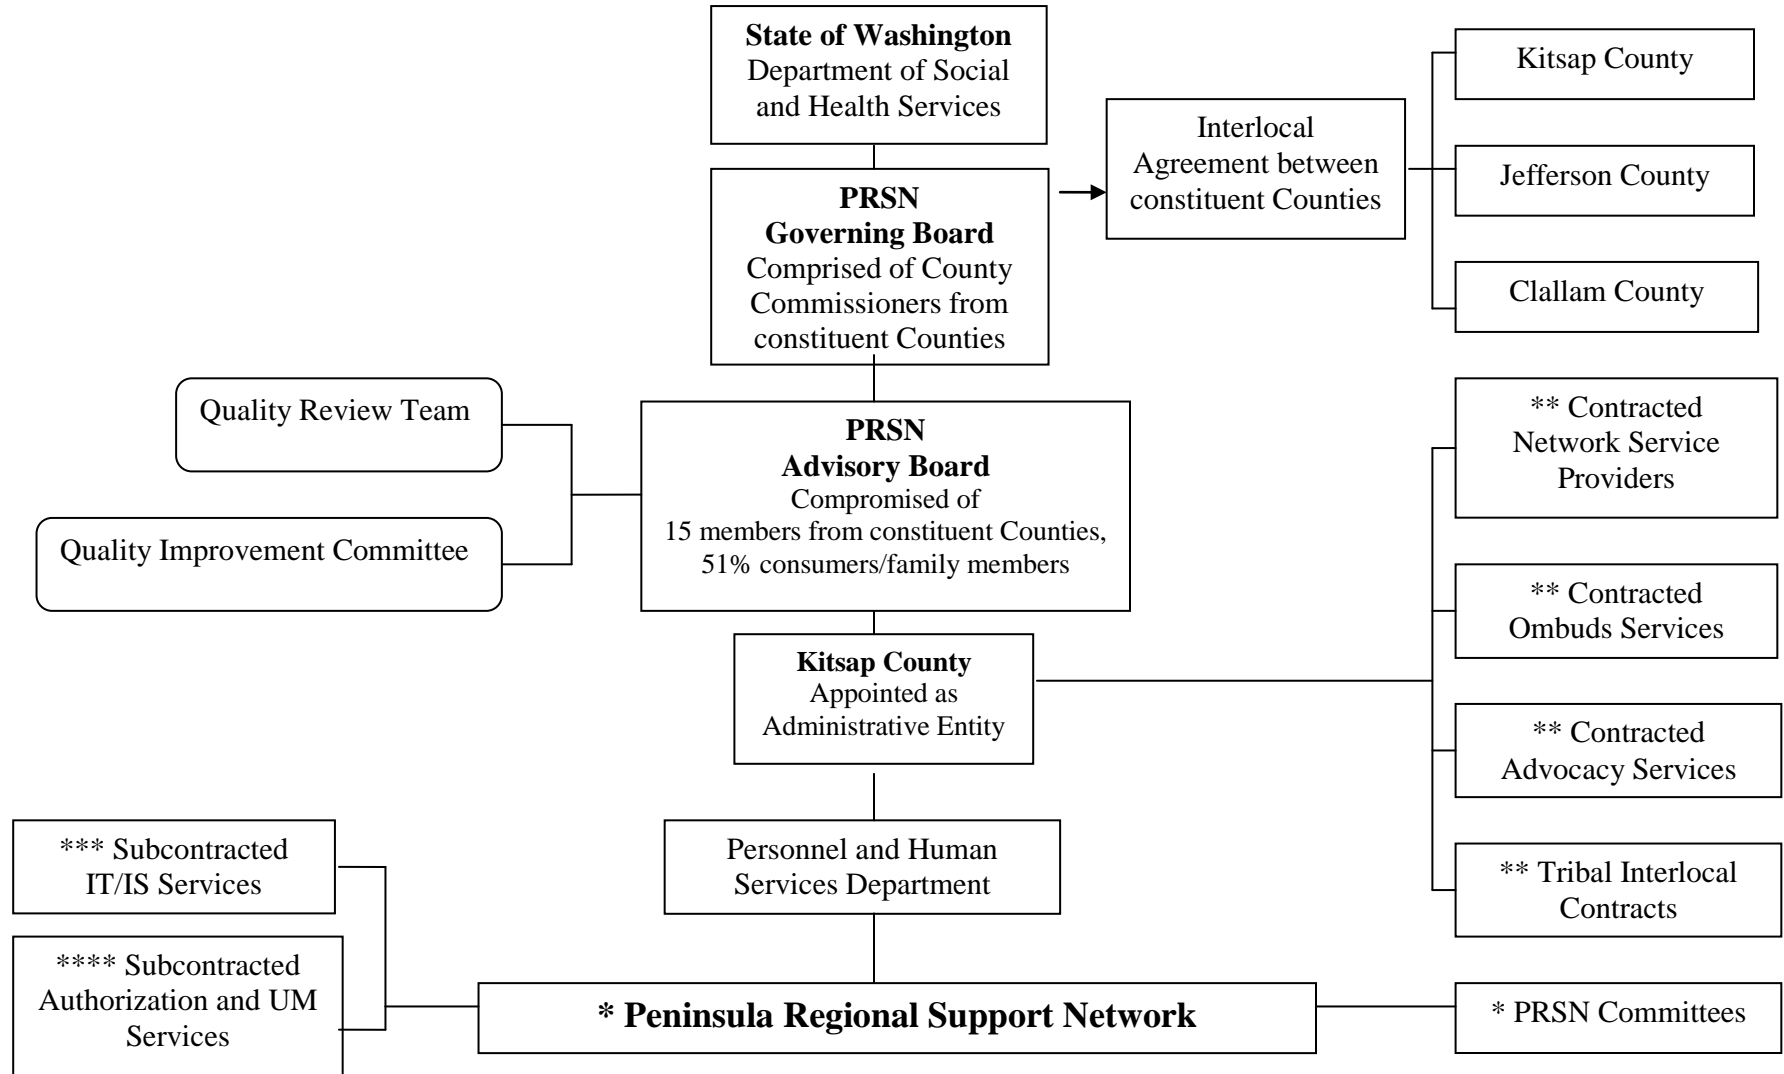 State of Washington
Department of Social
and Health Services
Kitsap County
Interlocal
Agreement between
constituent Counties
Jefferson County
Clallam County
PRSN
Governing Board
Comprised of County
Commissioners from
constituent Counties
Quality Review Team
Quality Improvement Committee
PRSN
Advisory Board
Compromised of
15 members from constituent Counties,
51% consumers/family members
** Contracted
Network Service
Providers
** Contracted
Ombuds Services
Kitsap County
Appointed as
Administrative Entity
** Contracted
Advocacy Services
*** Subcontracted
IT/IS Services
Personnel and Human
Services Department
** Tribal Interlocal
Contracts
**** Subcontracted
Authorization and UM
Services
* Peninsula Regional Support Network
* PRSN Committees